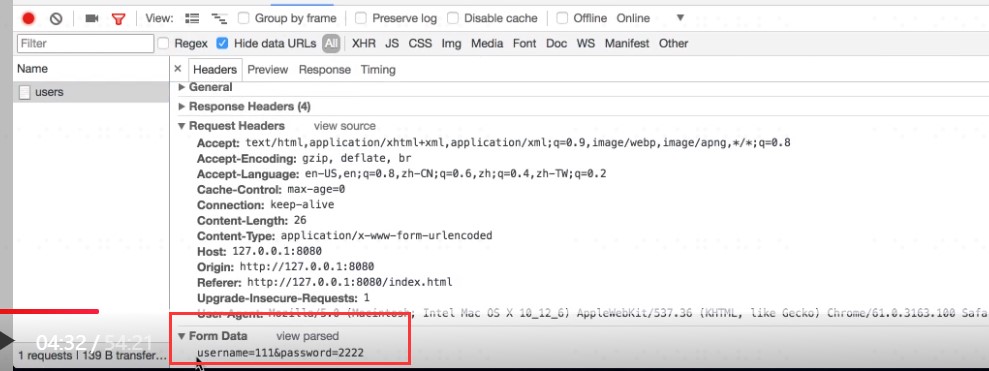 View: Group by frame Preserve log Disable cache Offline Online
Filter Regex Hide data URLs All XHR JS CSS Img Media Font Doc WS Manifest Other
Name × Headers Preview Response Timing
users
General
Response Headers (4)
Request Headers view source
Accept: text/html,application/xhtml+xml,application/xml;q=0.9,image/webp,image/apng,*/*;q=0.8
Accept-Encoding: gzip, deflate, br
Accept-Language: en-US,en;q=0.8,zh-CN;q=0.6,zh;q=0.4,zh-TW;q=0.2
Cache-Control: max-age=0
Connection: keep-alive
Content-Length: 26
Content-Type: application/x-www-form-urlencoded
Host: 127.0.0.1:8080
Origin: http://127.0.0.1:8080
Referer: http://127.0.0.1:8080/index.html
Upgrade-Insecure-Requests: 1
User-Agent: Mozilla/5.0 (Macintosh; Intel Mac OS X 10_12_6) AppleWebKit/537.36 (KHTML, like Gecko) Chrome/61.0.3163.100 Safa
Form Data view parsed
username=111&password=2222
04:32 / 54:21
1 requests | 139 B transfer...